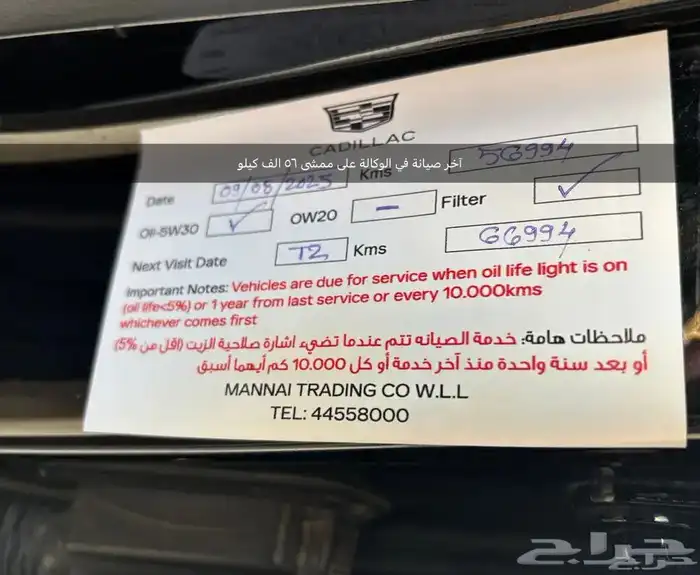 CADILLAC
آخر صيانة في الوكالة على ممشى ٥٦ الف كيلو
Date 09/08/2025 Kms 56994
Oil-5W30 ✓ OW20 – Filter ✓
Next Visit Date T2 Kms 66994
Important Notes: Vehicles are due for service when oil life light is on
(oil life<5%) or 1 year from last service or every 10.000kms
whichever comes first
ملاحظات هامة: خدمة الصيانه تتم عندما تضيء اشارة صلاحية الزيت (اقل من 5%)
أو بعد سنة واحدة منذ آخر خدمة أو كل 10.000 كم أيهما أسبق
MANNAI TRADING CO W.L.L
TEL: 44558000
حراج